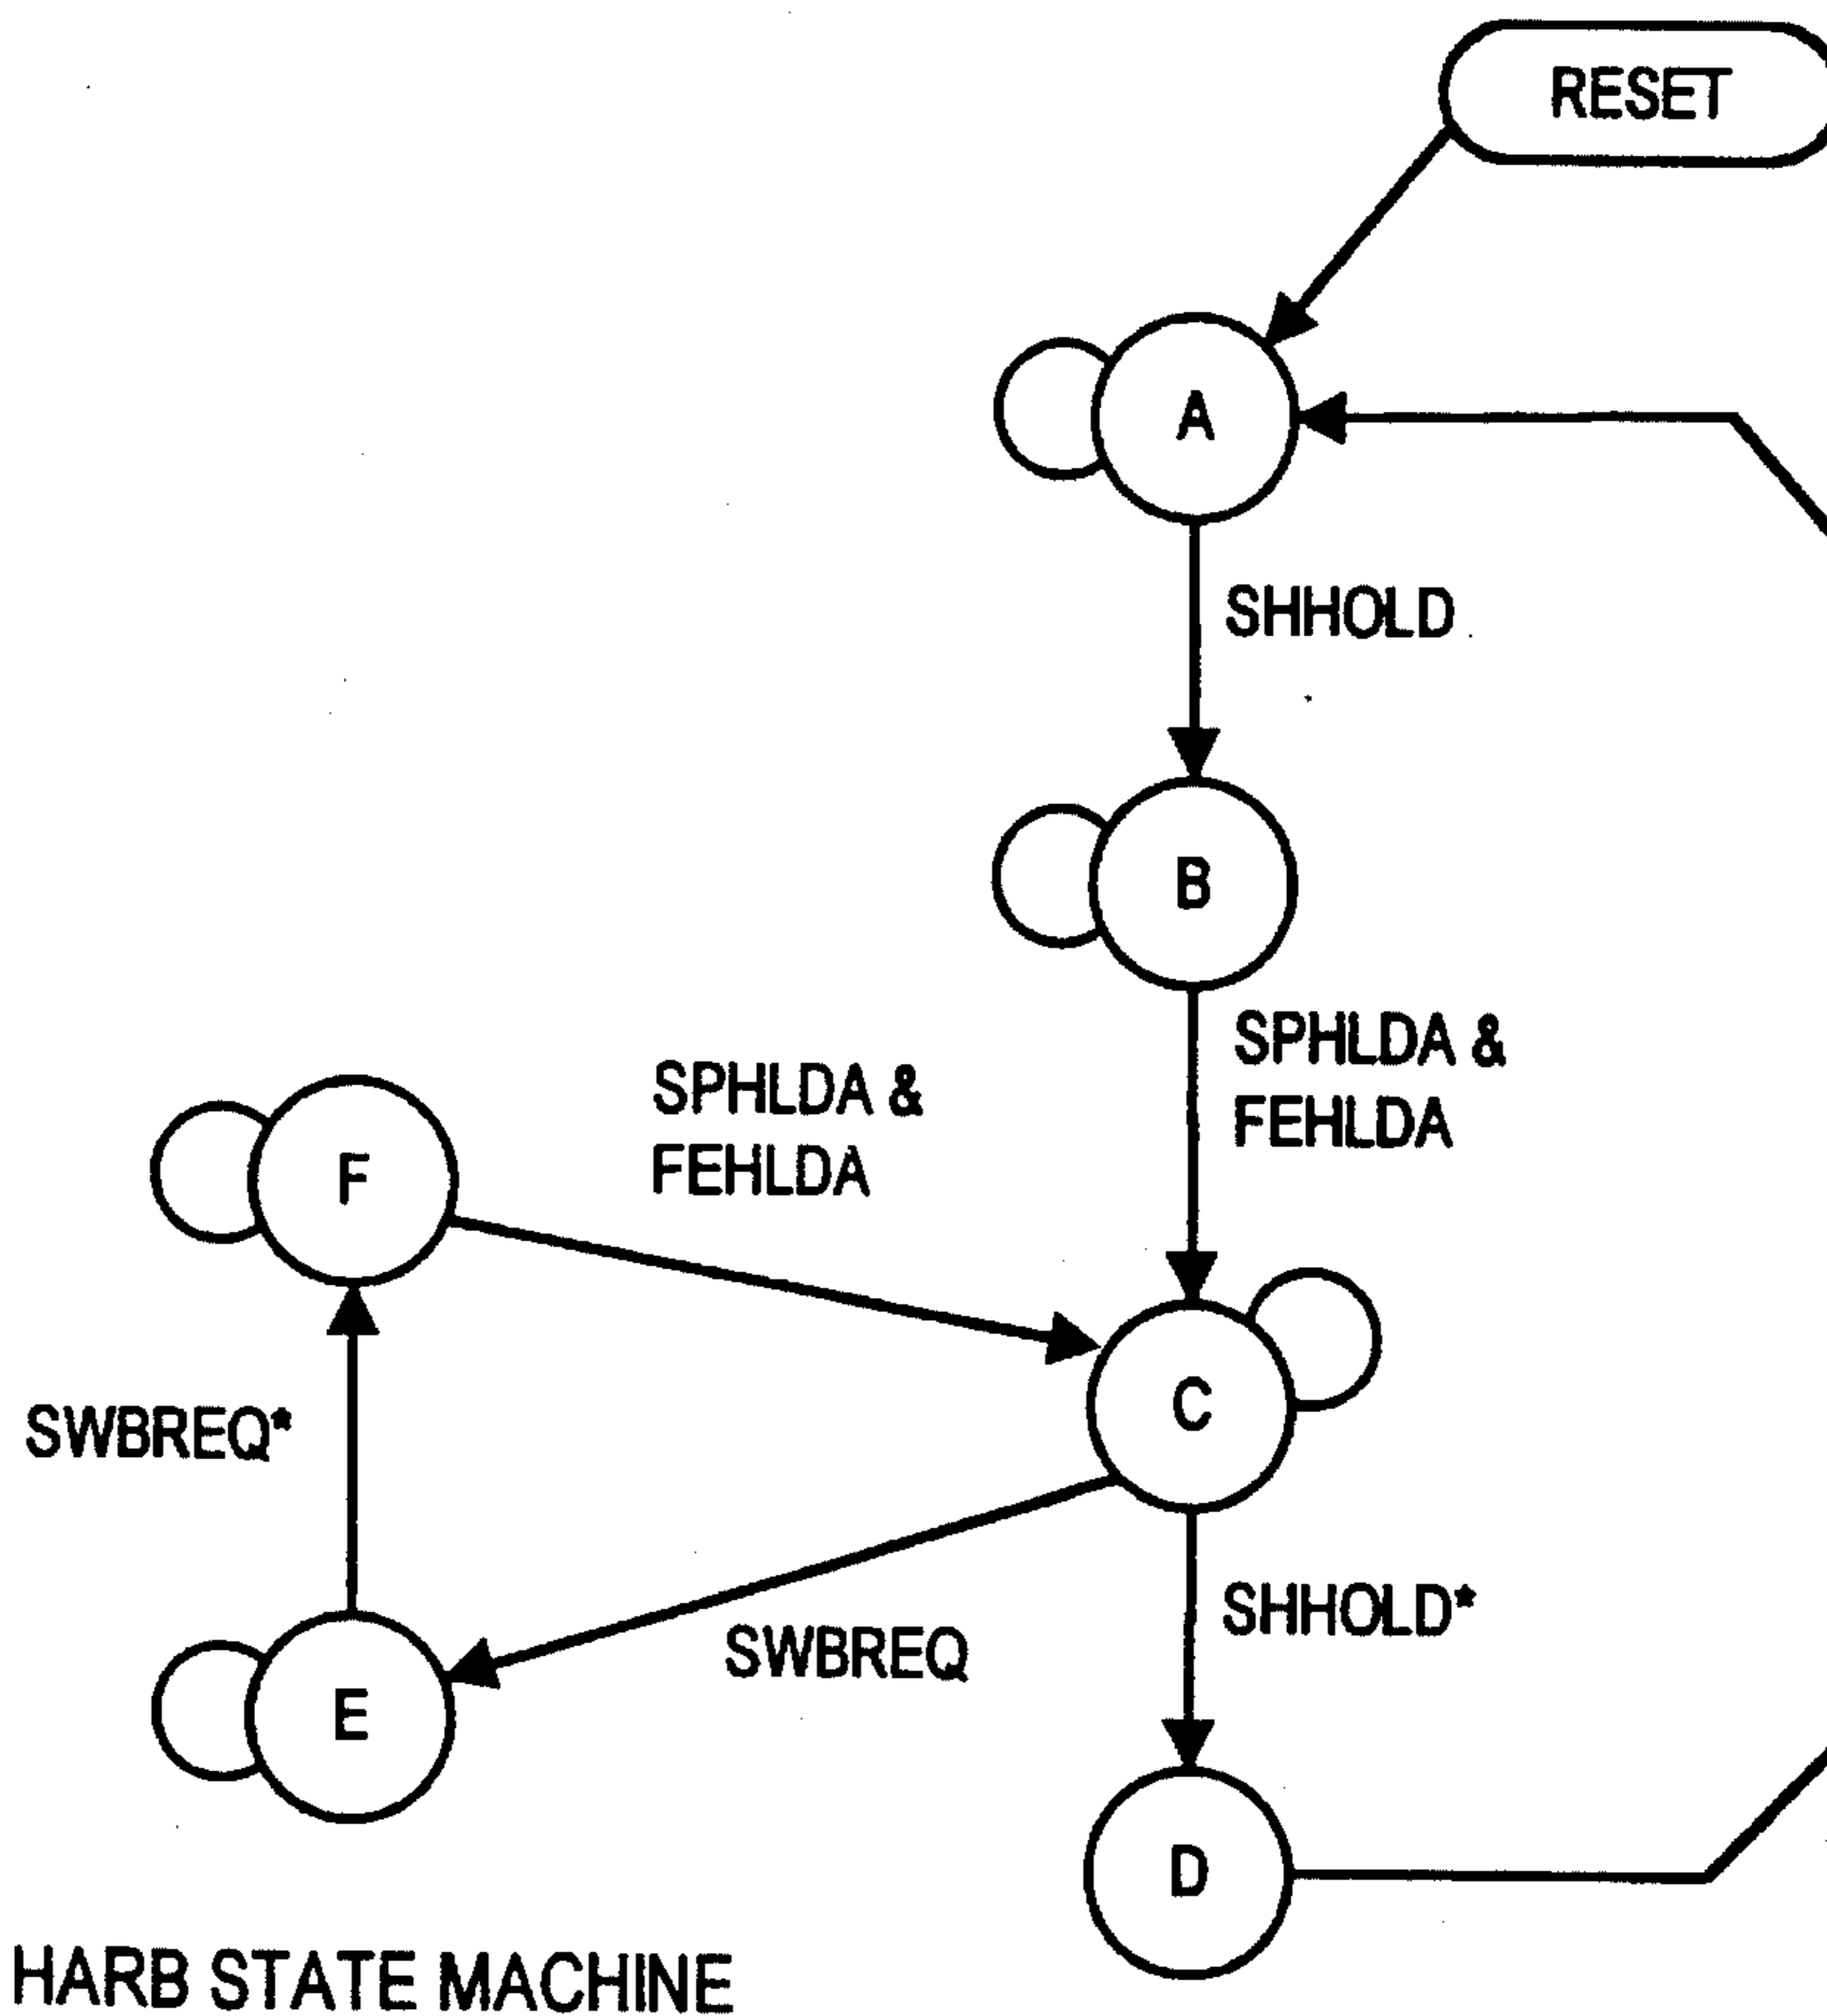 RESET
A
SHHOLD
B
SPHLDA &
FEHLDA
SPHLDA &
FEHLDA
F
C
SWBREQ*
SWBREQ
SHHOLD*
E
D
HARB STATE MACHINE